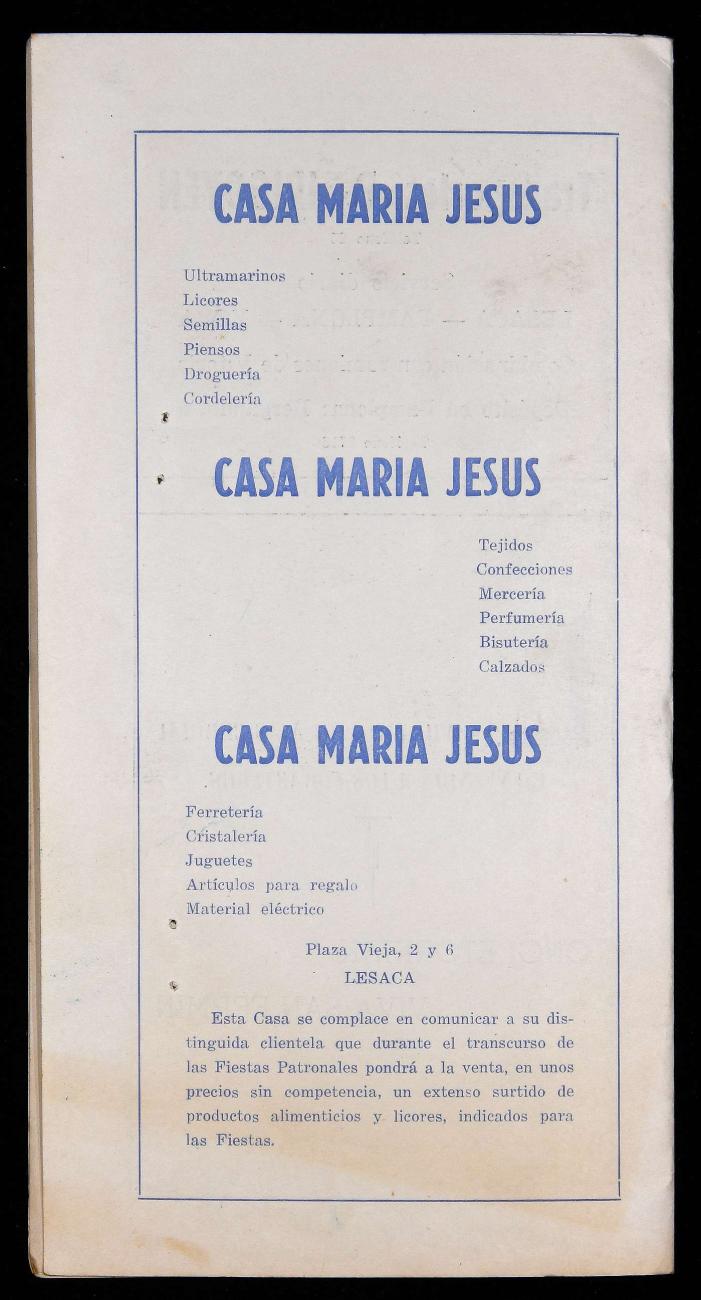 CASA MARIA JESUS
Ultramarinos
Licores
Semillas
Piensos
Droguería
Cordelería
CASA MARIA JESUS
Tejidos
Confecciones
Mercería
Perfumería
Bisutería
Calzados
CASA MARIA JESUS
Ferretería
Cristalería
Juguetes
Artículos para regalo
Material eléctrico
Plaza Vieja, 2 y 6
LESACA
Esta Casa se complace en comunicar a su dis-
tinguida clientela que durante el transcurso de
las Fiestas Patronales pondrá a la venta, en unos
precios sin competencia, un extenso surtido de
productos alimenticios y licores, indicados para
las Fiestas.